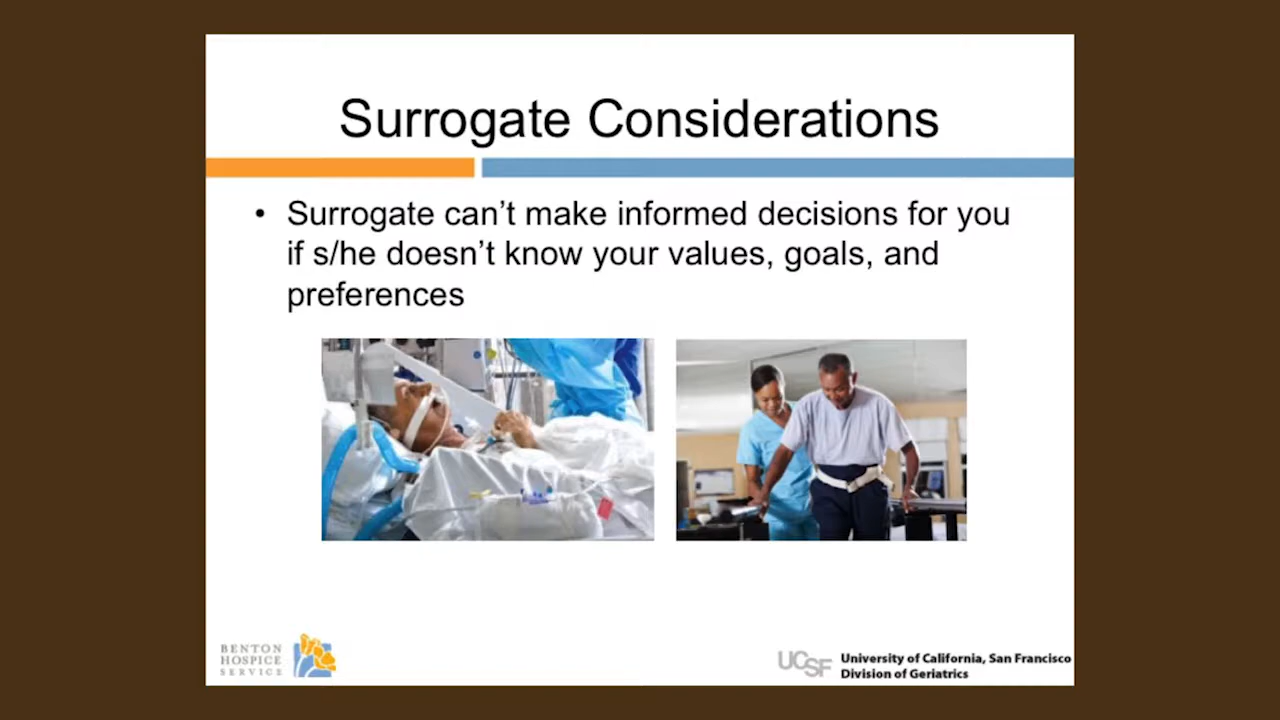 Surrogate Considerations
• Surrogate can’t make informed decisions for you
if s/he doesn’t know your values, goals, and
preferences
BENTON
HOSPICE
SERVICE
UCSF
University of California, San Francisco
Division of Geriatrics